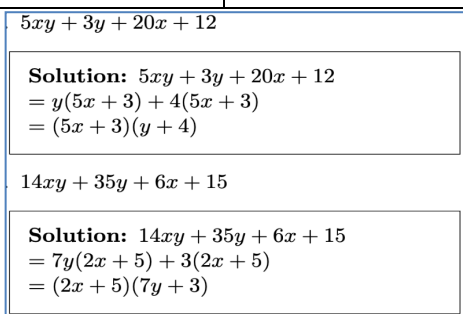 5xy + 3y + 20x + 12
Solution: 5xy + 3y + 20x + 12
= y(5x + 3) + 4(5x + 3)
= (5x + 3)(y + 4)
14xy + 35y + 6x + 15
Solution: 14xy + 35y + 6x + 15
= 7y(2x + 5) + 3(2x + 5)
= (2x + 5)(7y + 3)